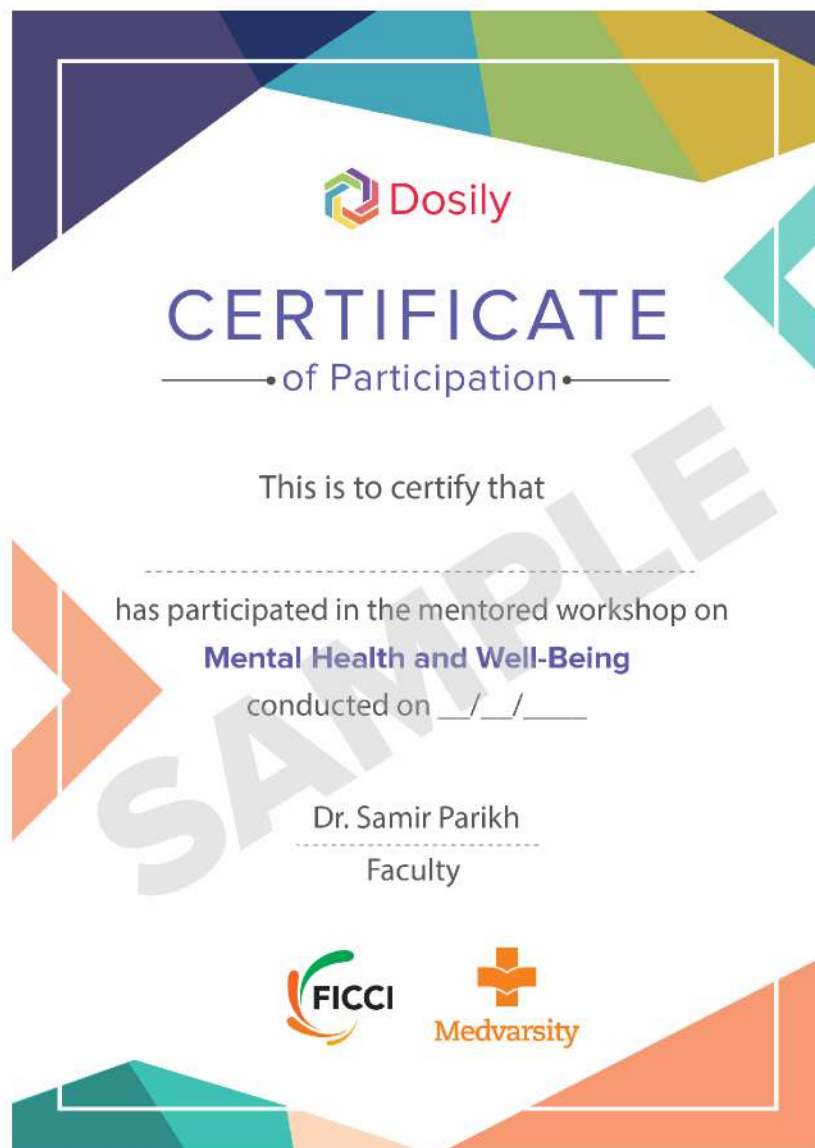 Dosily
CERTIFICATE
of Participation
This is to certify that
has participated in the mentored workshop on
Mental Health and Well-Being
conducted on __/__/____
SAMPLE
Dr. Samir Parikh
Faculty
FICCI
Medvarsity